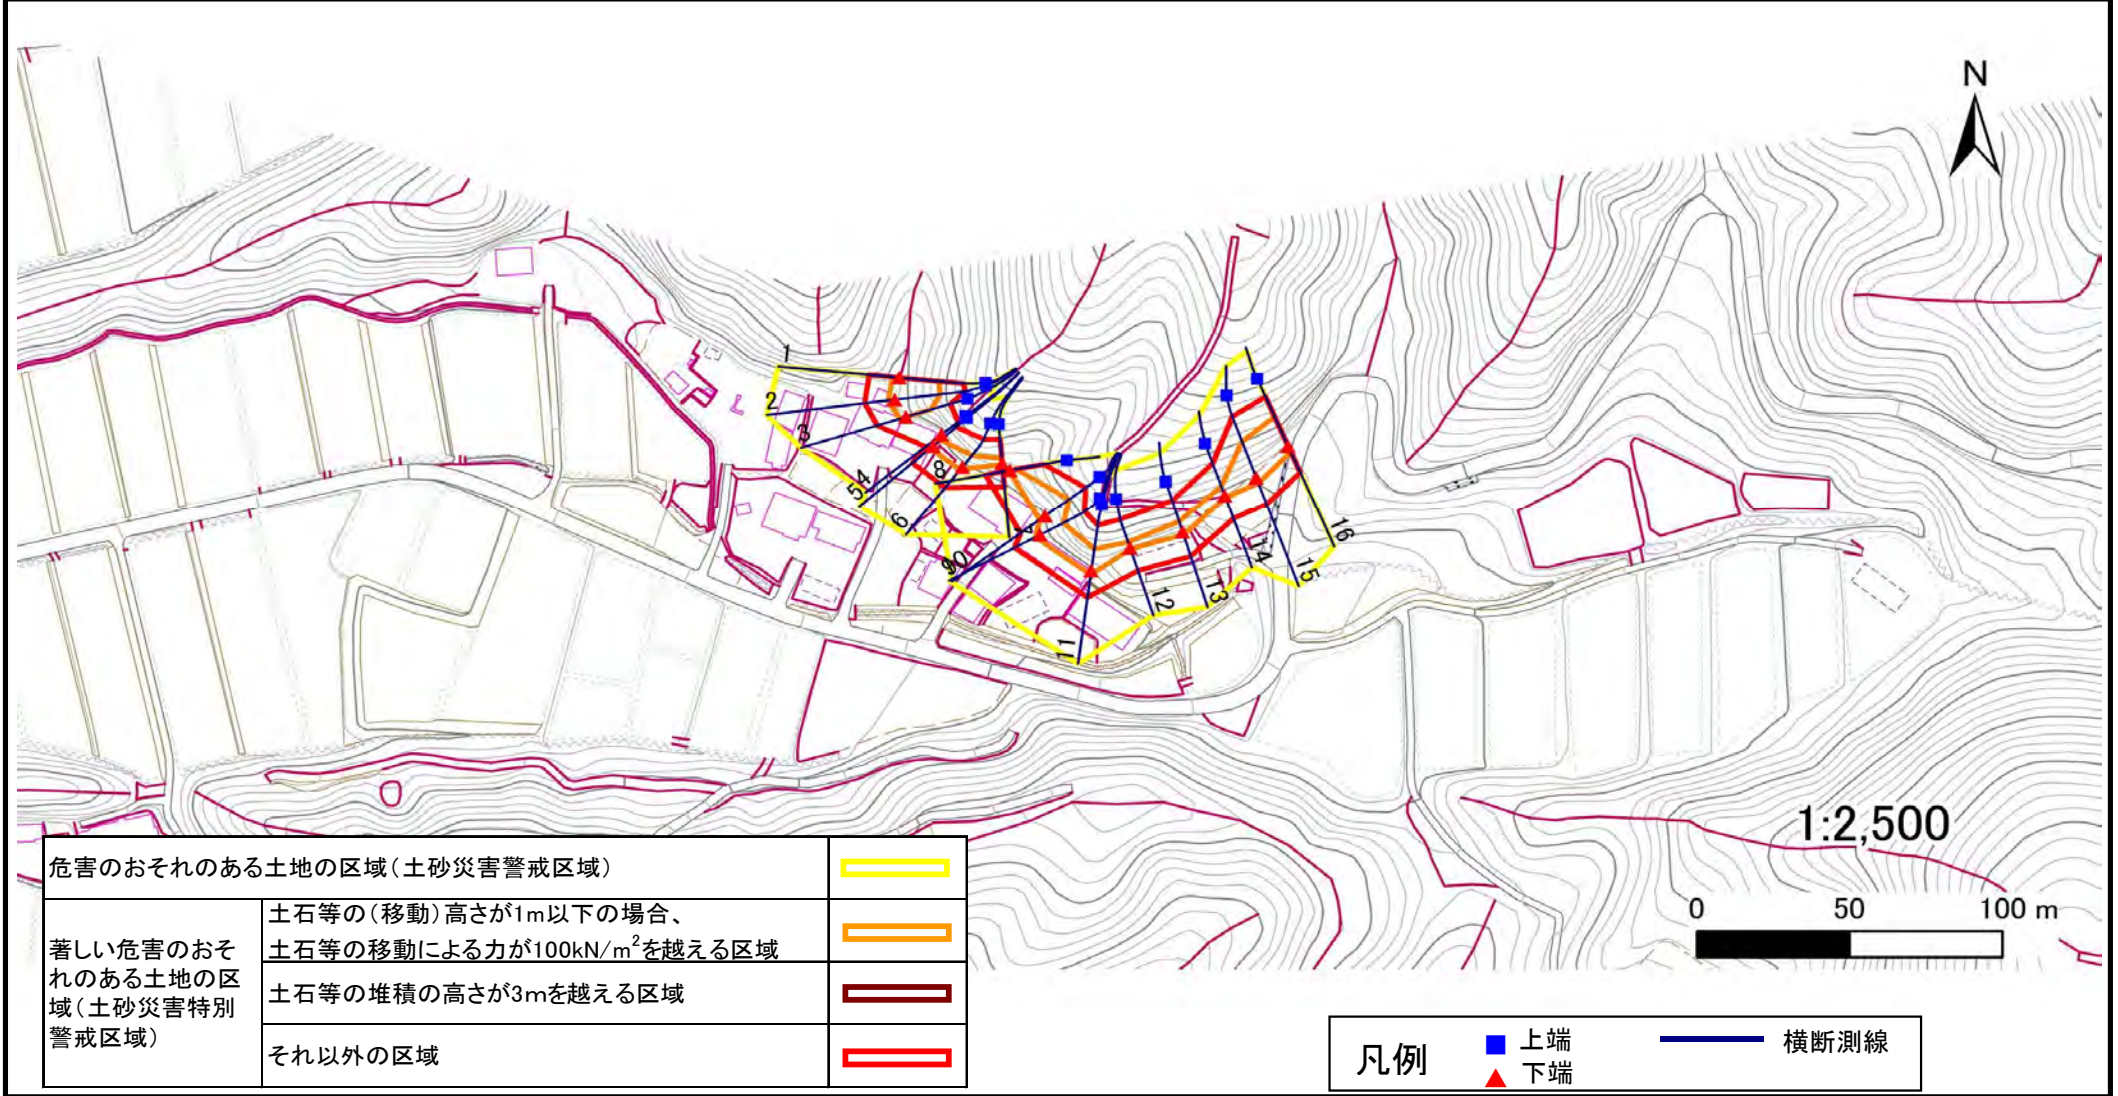 N
1
2
3
54
6
8
7
9
10
11
12
13
14
15
16
1:2,500
0 50 100 m
危害のおそれのある土地の区域(土砂災害警戒区域)
著しい危害のおそ
れのある土地の区
域(土砂災害特別
警戒区域)
土石等の(移動)高さが1m以下の場合、
土石等の移動による力が100kN/m²を越える区域
土石等の堆積の高さが3mを越える区域
それ以外の区域
凡例
上端
下端
横断測線